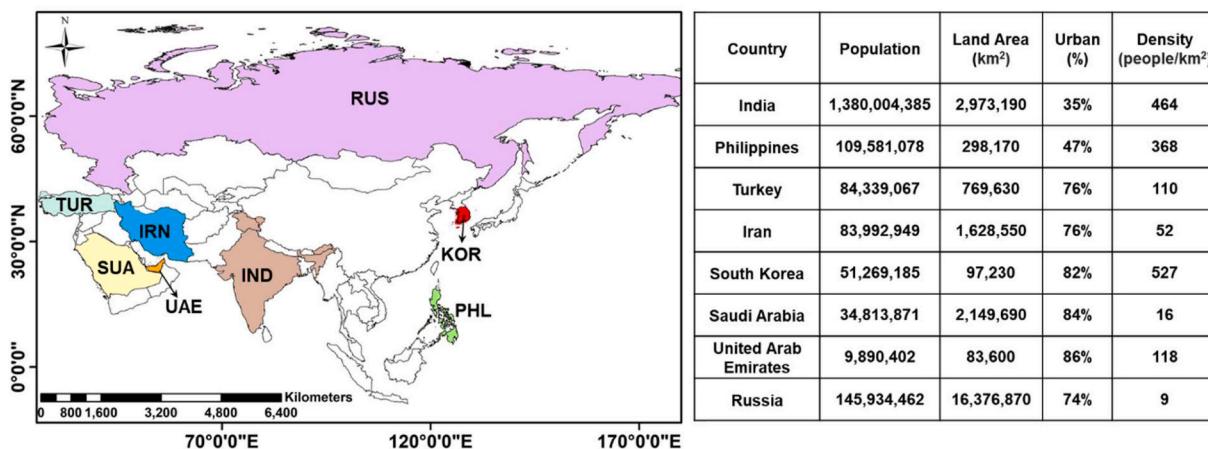 N
60°0'0"N
30°0'0"N
0°0'0"
RUS
TUR
IRN
SUA
UAE
IND
KOR
PHL
Kilometers
0 800 1,600 3,200 4,800 6,400
70°0'0"E 120°0'0"E 170°0'0"E
Country Population Land Area (km²) Urban (%) Density (people/km²)
India 1,380,004,385 2,973,190 35% 464
Philippines 109,581,078 298,170 47% 368
Turkey 84,339,067 769,630 76% 110
Iran 83,992,949 1,628,550 76% 52
South Korea 51,269,185 97,230 82% 527
Saudi Arabia 34,813,871 2,149,690 84% 16
United Arab Emirates 9,890,402 83,600 86% 118
Russia 145,934,462 16,376,870 74% 9